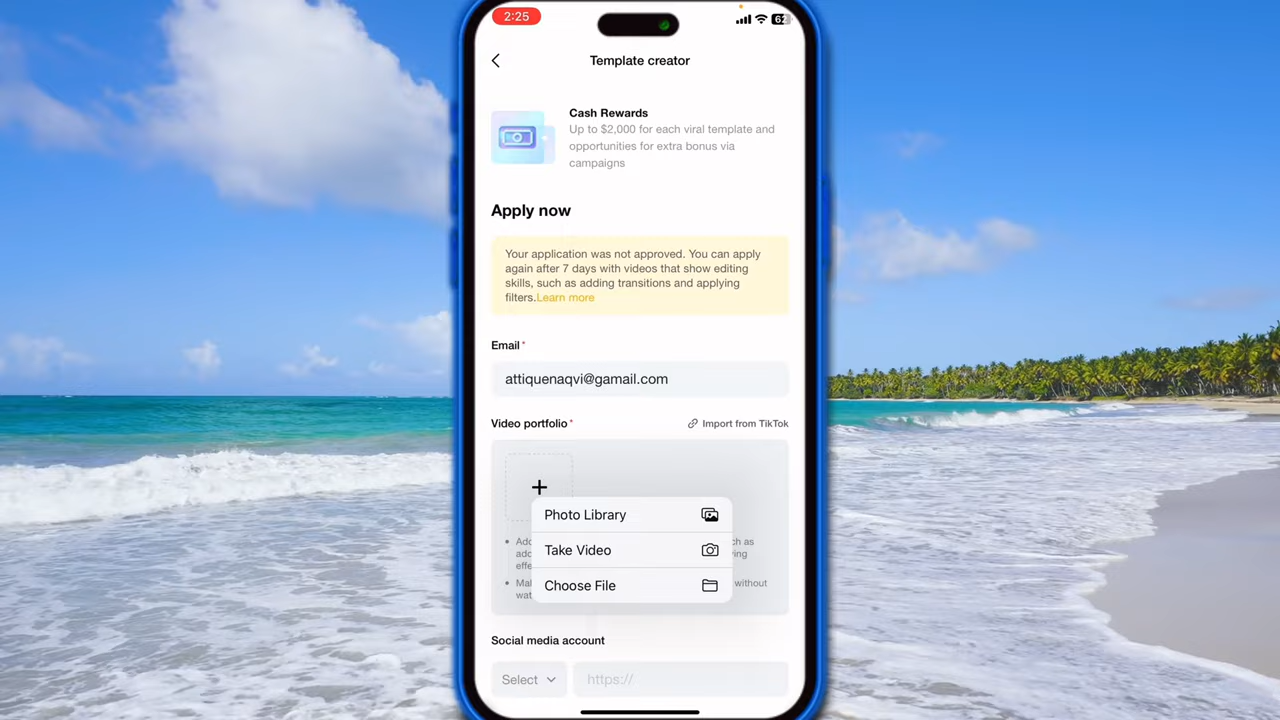 2:25
62
Template creator
Cash Rewards
Up to $2,000 for each viral template and
opportunities for extra bonus via
campaigns
Apply now
Your application was not approved. You can apply
again after 7 days with videos that show editing
skills, such as adding transitions and applying
filters.Learn more
Email*
attiquenaqvi@gamail.com
Video portfolio*
Import from TikTok
Photo Library
Take Video
Choose File
without
Social media account
Select
https://